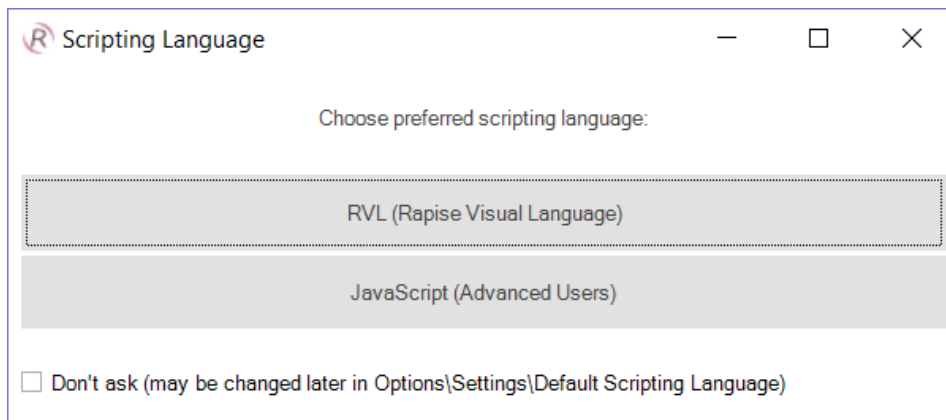 Scripting Language
Choose preferred scripting language:
RVL (Rapise Visual Language)
JavaScript (Advanced Users)
Don't ask (may be changed later in Options\Settings\Default Scripting Language)